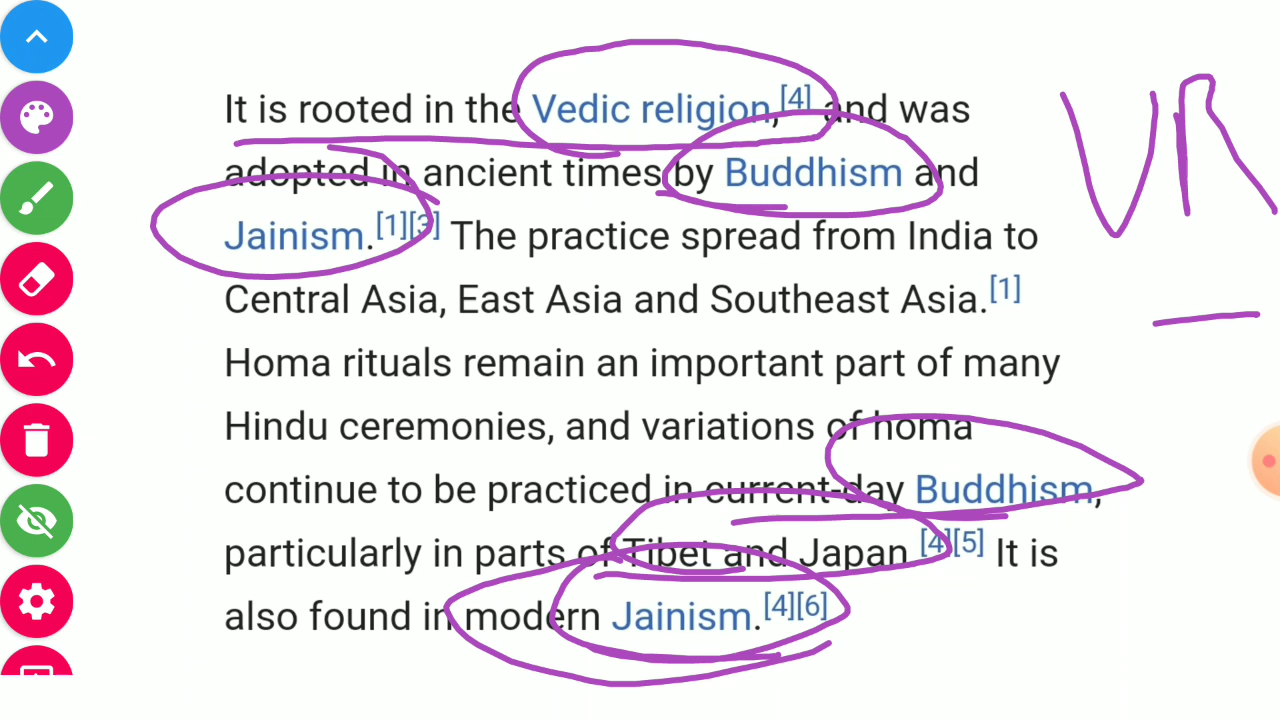 It is rooted in the Vedic religion,[4] and was
adopted in ancient times by Buddhism and
Jainism.[1][3] The practice spread from India to
Central Asia, East Asia and Southeast Asia.[1]
Homa rituals remain an important part of many
Hindu ceremonies, and variations of homa
continue to be practiced in current-day Buddhism,
particularly in parts of Tibet and Japan.[4][5] It is
also found in modern Jainism.[4][6]
VR